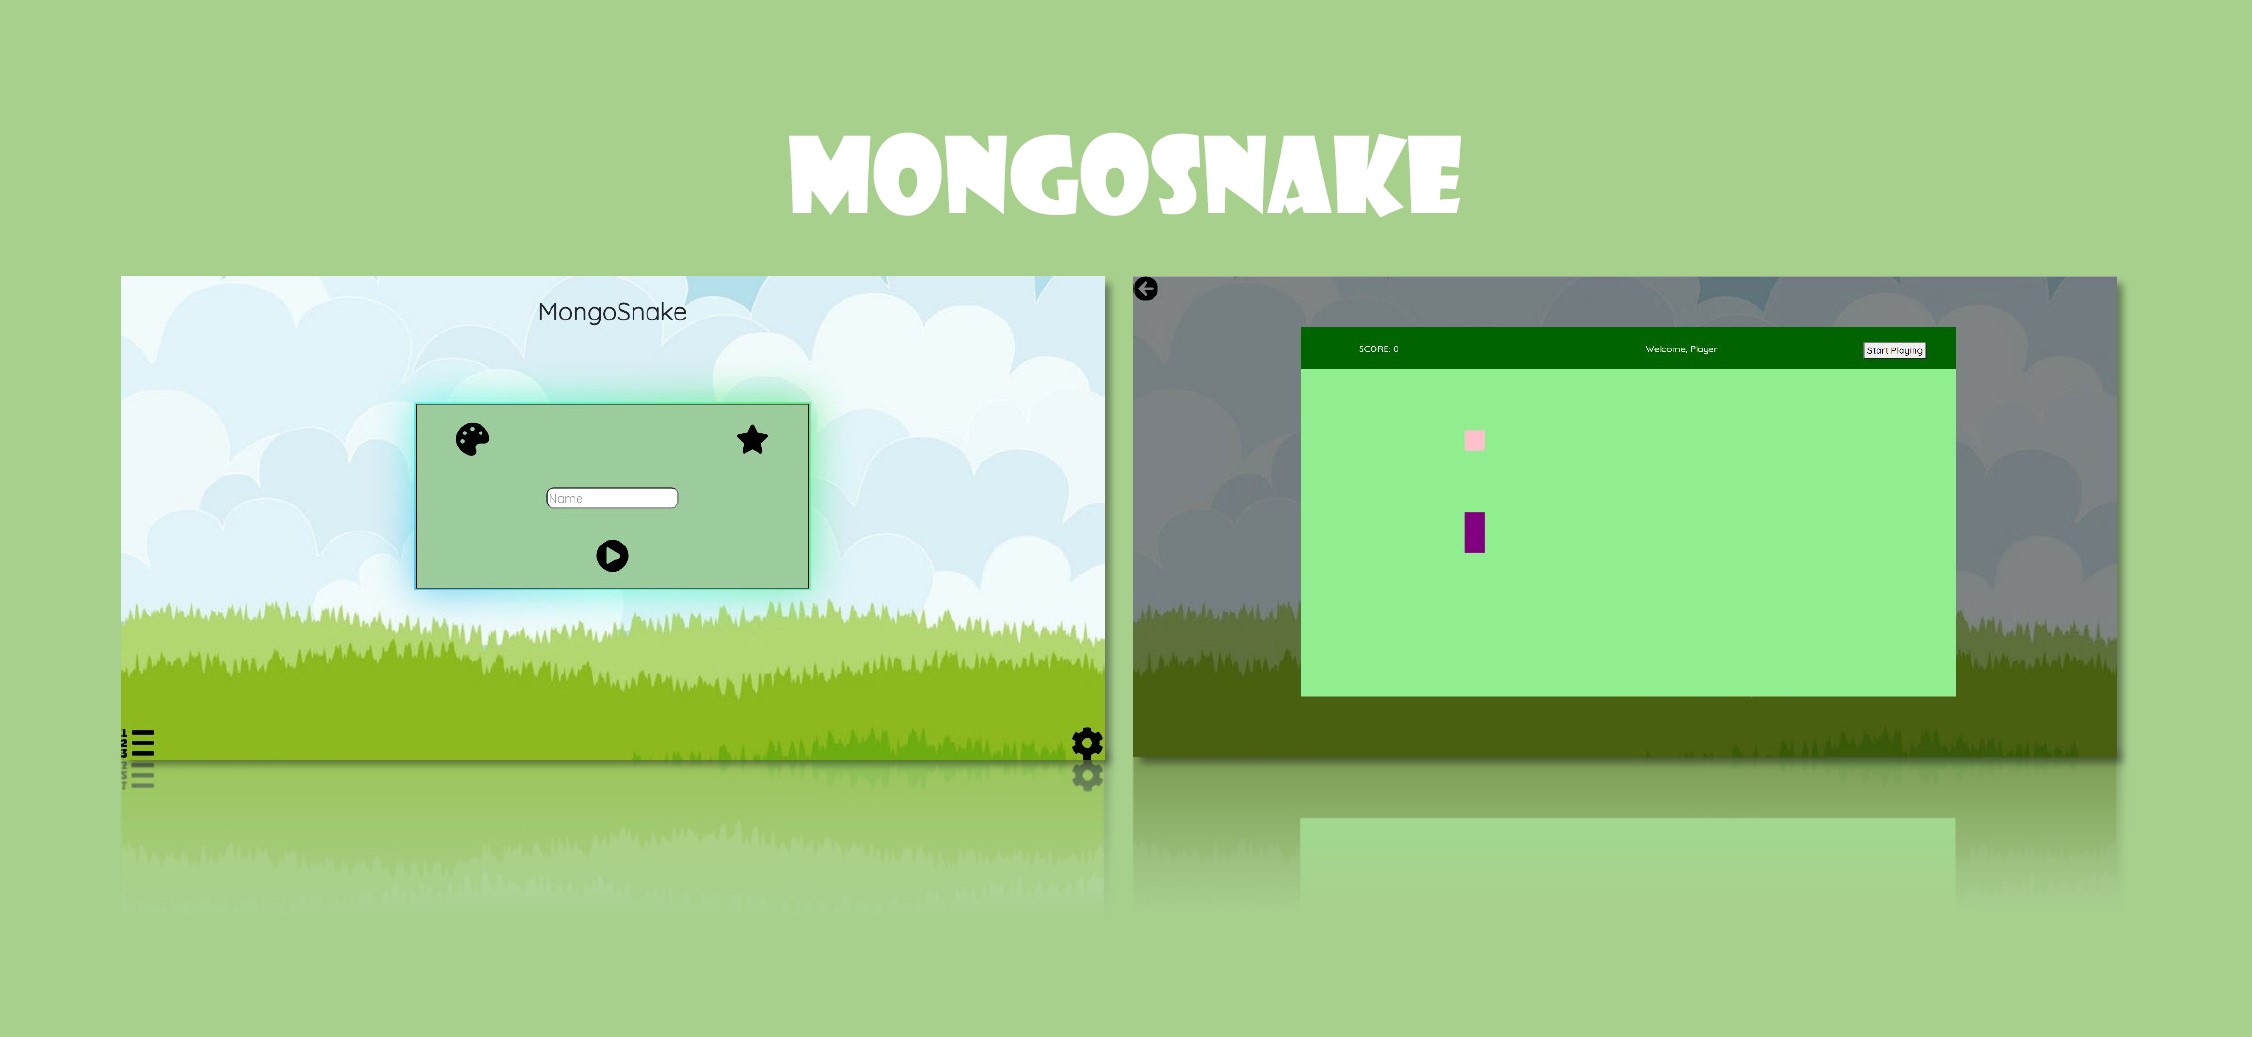 MONGOSNAKE
MongoSnake
Name
SCORE: 0
Welcome, Player
Start Playing